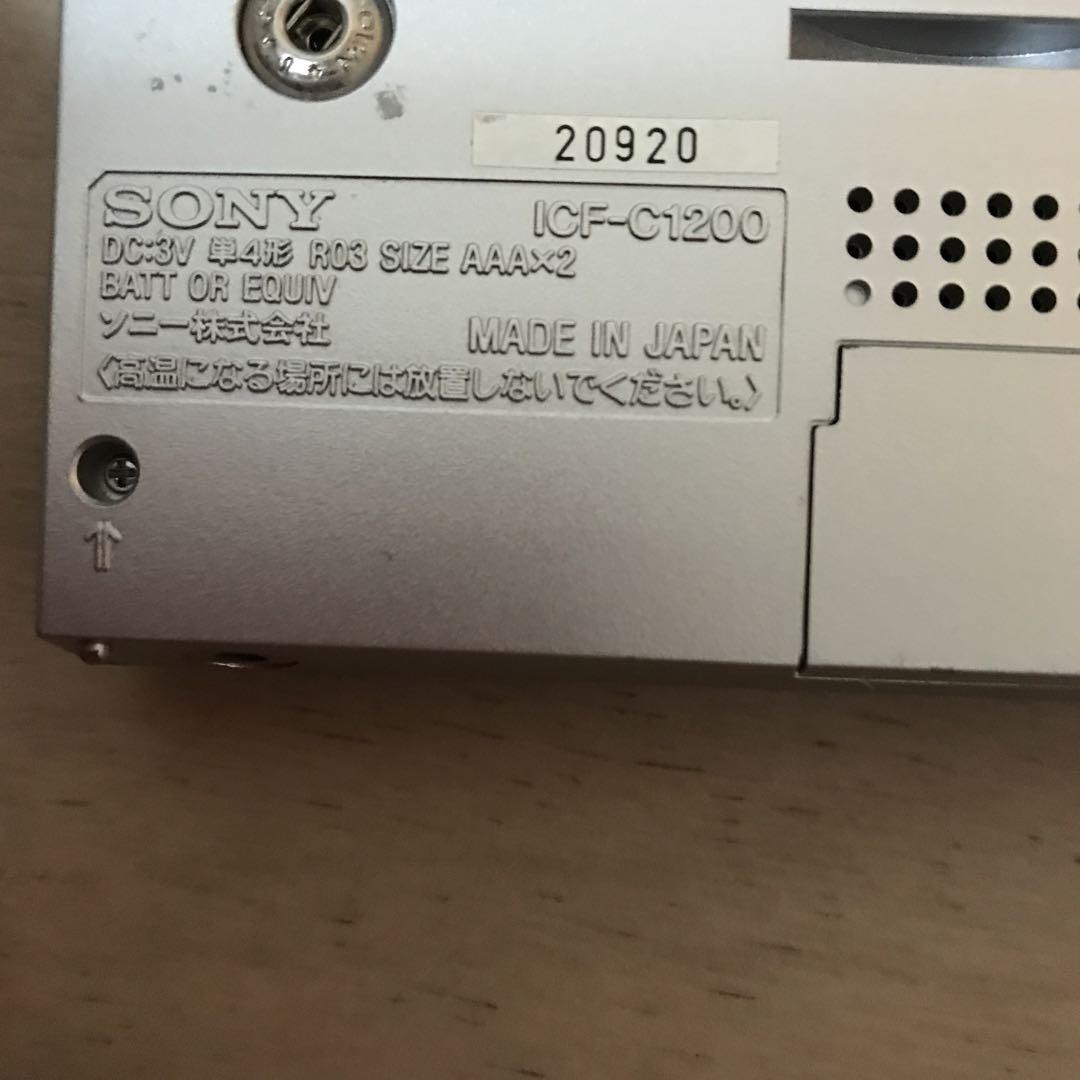 20920
SONY ICF-C1200
DC:3V 単4形 R03 SIZE AAA×2
BATT OR EQUIV
ソニー株式会社 MADE IN JAPAN
〈高温になる場所には放置しないでください。〉